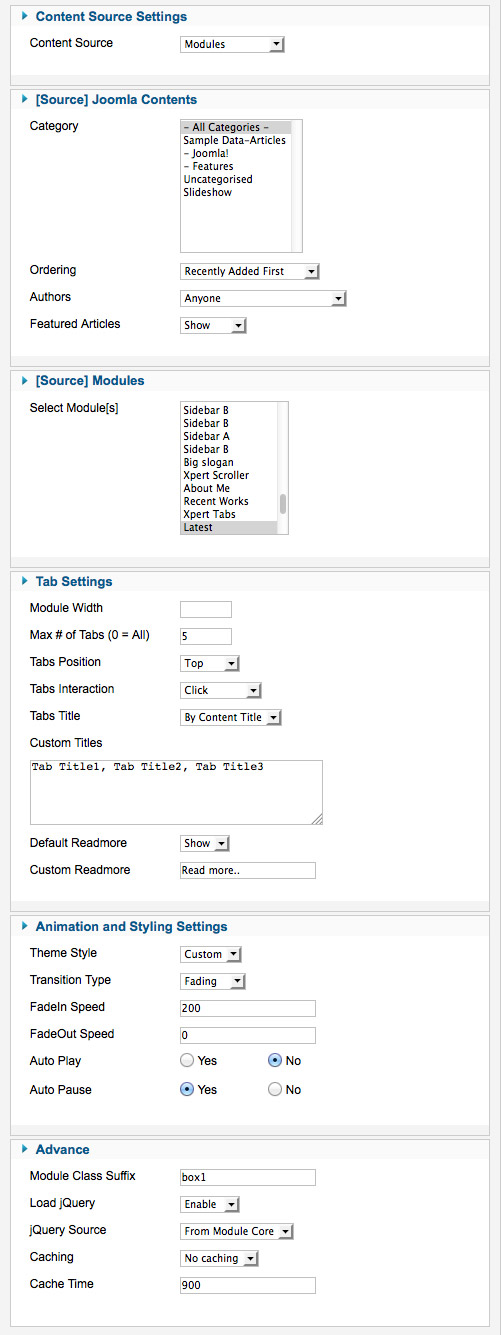 Content Source Settings
Content Source Modules
[Source] Joomla Contents
Category
- All Categories -
Sample Data-Articles
- Joomla!
- Features
Uncategorised
Slideshow
Ordering Recently Added First
Authors Anyone
Featured Articles Show
[Source] Modules
Select Module[s]
Sidebar B
Sidebar B
Sidebar A
Sidebar B
Big slogan
Xpert Scroller
About Me
Recent Works
Xpert Tabs
Latest
Tab Settings
Module Width
Max # of Tabs (0 = All) 5
Tabs Position Top
Tabs Interaction Click
Tabs Title By Content Title
Custom Titles
Tab Title1, Tab Title2, Tab Title3
Default Readmore Show
Custom Readmore Read more..
Animation and Styling Settings
Theme Style Custom
Transition Type Fading
FadeIn Speed 200
FadeOut Speed 0
Auto Play Yes No
Auto Pause Yes No
Advance
Module Class Suffix box1
Load jQuery Enable
jQuery Source From Module Core
Caching No caching
Cache Time 900